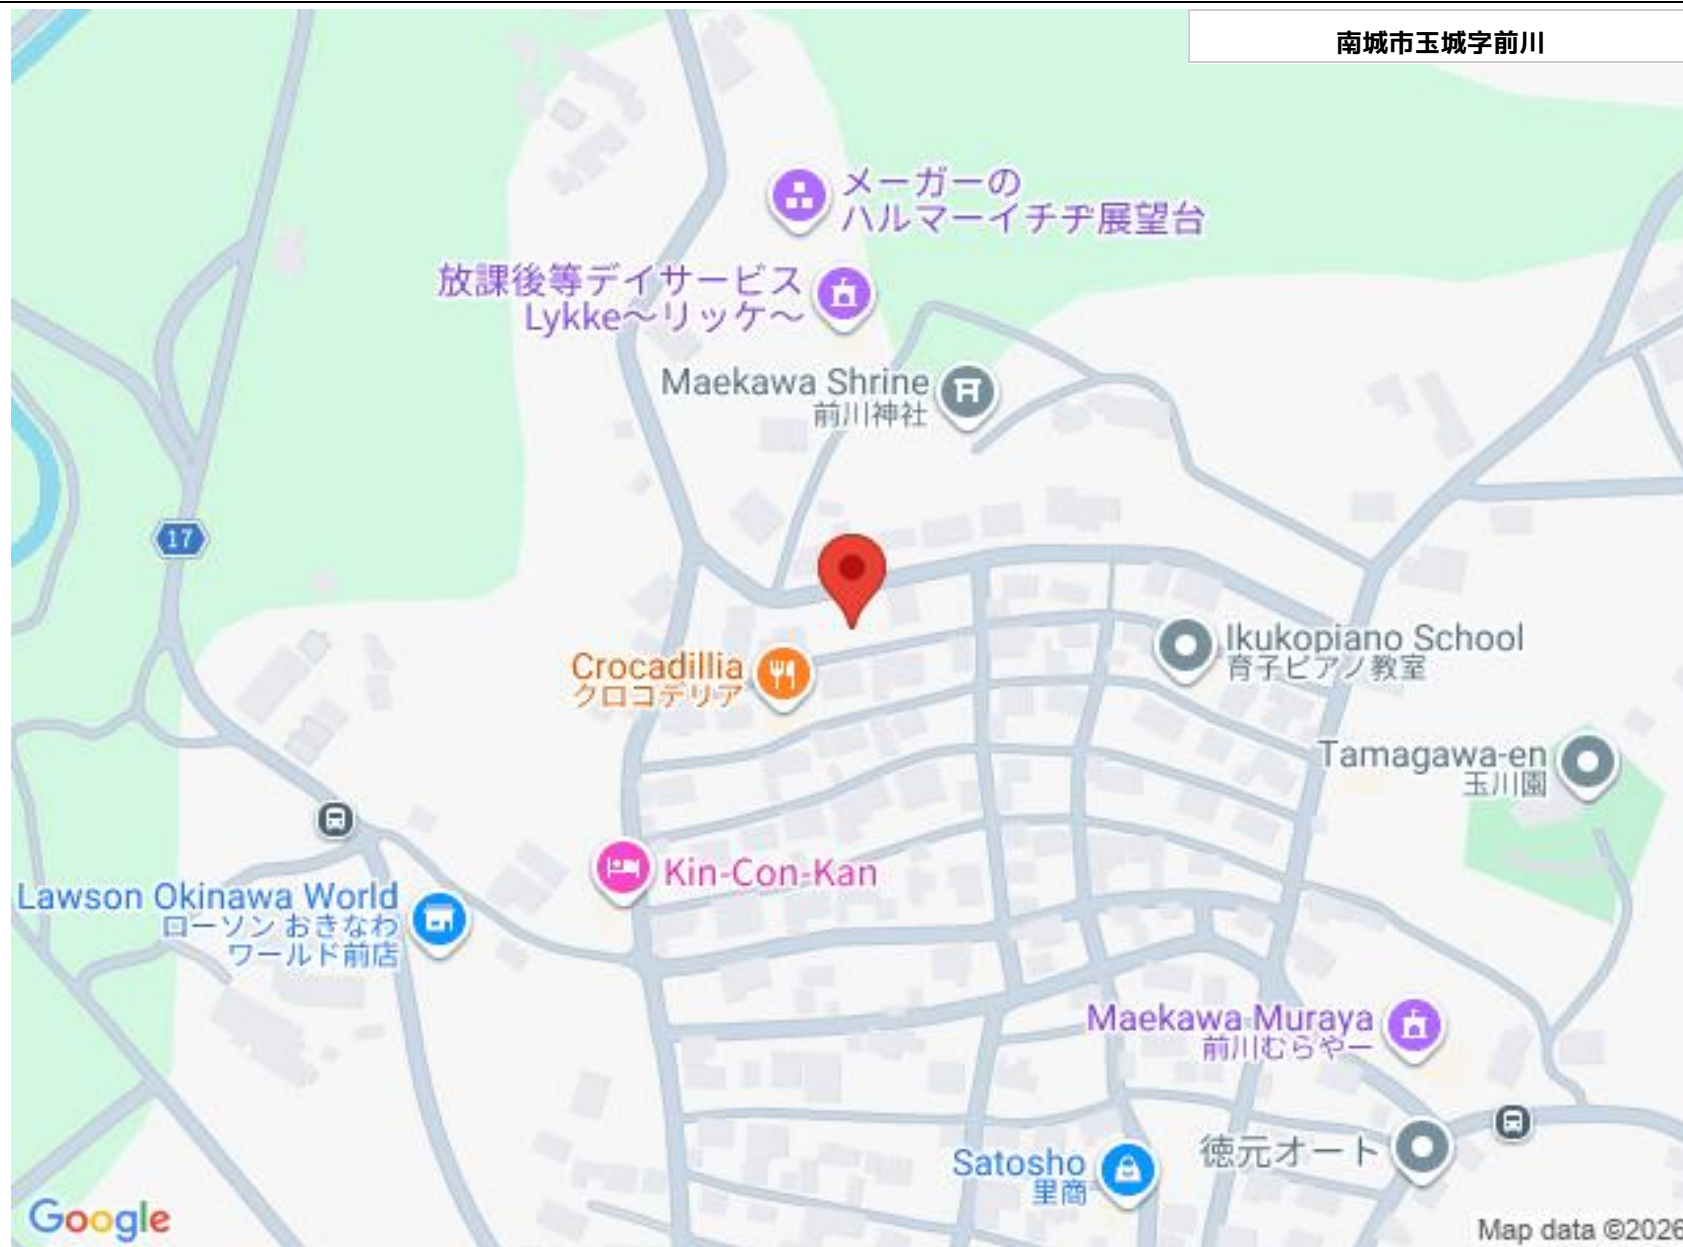 南城市玉城字前川
メーガーの
ハルマーイチヂ展望台
放課後等デイサービス
Lykke～リッケ～
Maekawa Shrine
前川神社
17
Ikukopiano School
育子ピアノ教室
Crocadillia
クロコデリア
Tamagawa-en
玉川園
Kin-Con-Kan
Lawson Okinawa World
ローソン おきなわ
ワールド前店
Maekawa Muraya
前川むらやー
Satosho
里商
徳元オート
Google
Map data ©2026